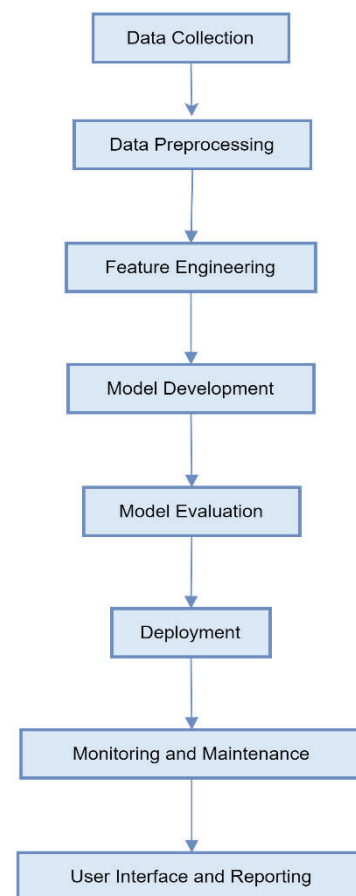 Data Collection
Data Preprocessing
Feature Engineering
Model Development
Model Evaluation
Deployment
Monitoring and Maintenance
User Interface and Reporting